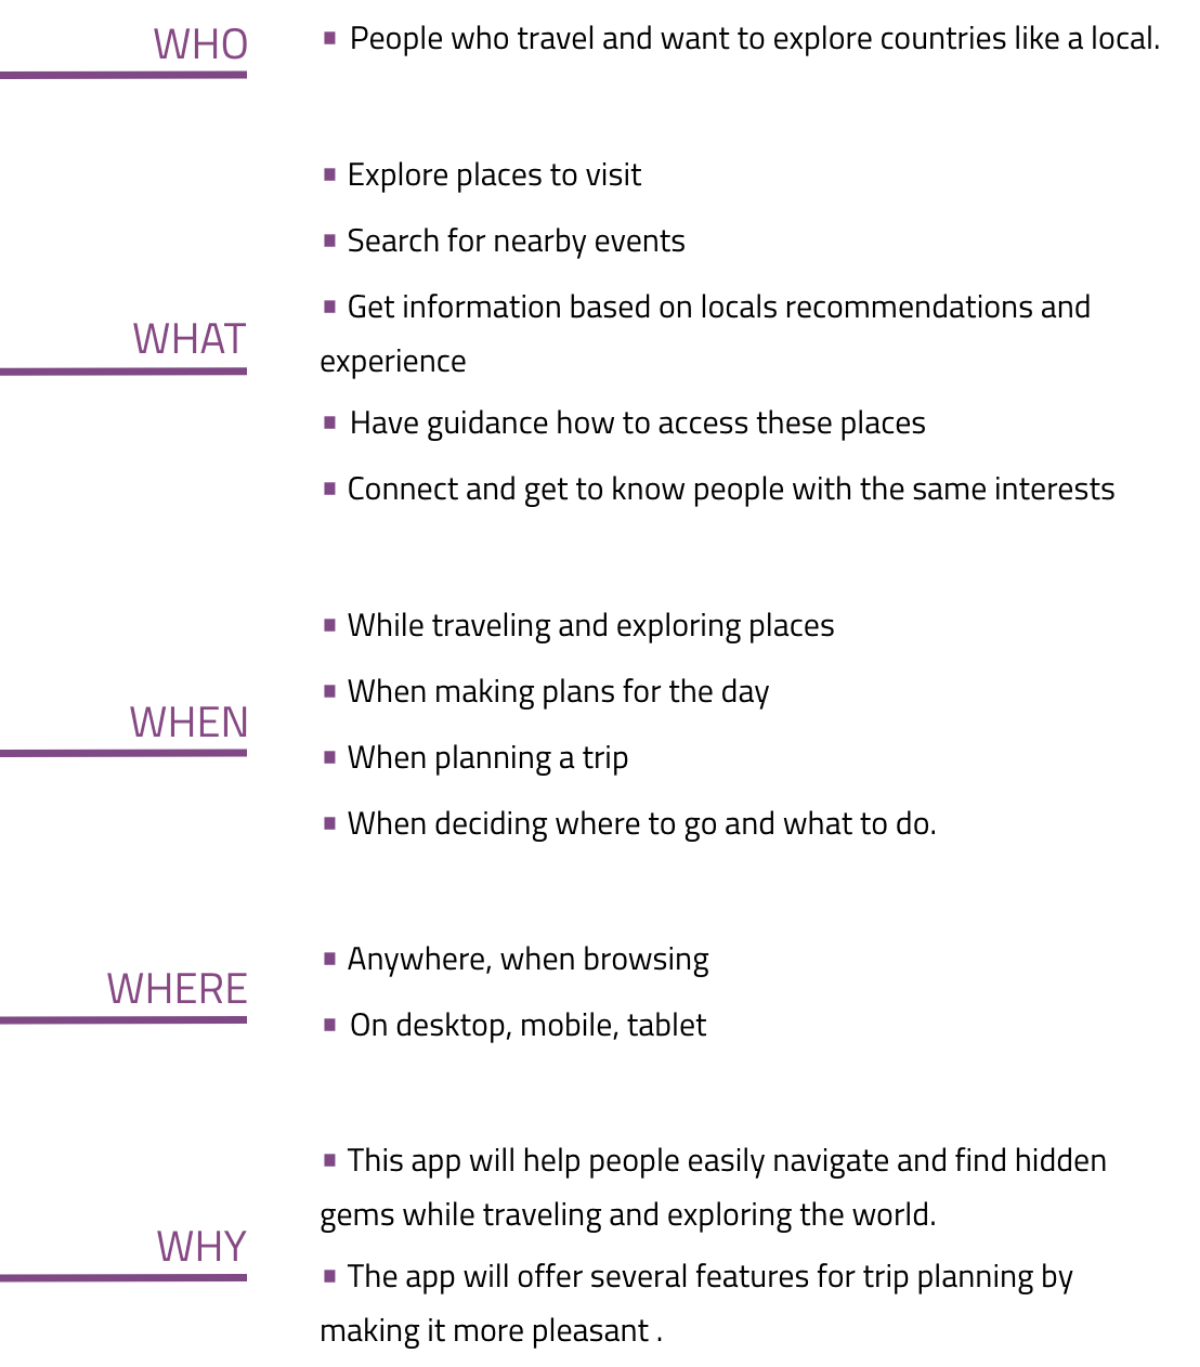 WHO
▪ People who travel and want to explore countries like a local.
WHAT
▪ Explore places to visit
▪ Search for nearby events
▪ Get information based on locals recommendations and
experience
▪ Have guidance how to access these places
▪ Connect and get to know people with the same interests
WHEN
▪ While traveling and exploring places
▪ When making plans for the day
▪ When planning a trip
▪ When deciding where to go and what to do.
WHERE
▪ Anywhere, when browsing
▪ On desktop, mobile, tablet
WHY
▪ This app will help people easily navigate and find hidden
gems while traveling and exploring the world.
▪ The app will offer several features for trip planning by
making it more pleasant .